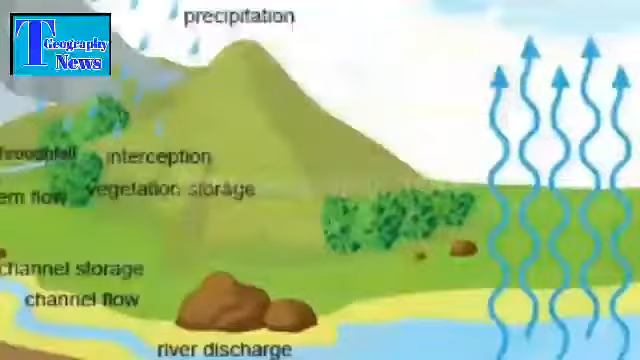 precipitation
T Geography
News
throughfall
interception
vegetation storage
em flow
channel storage
channel flow
river discharge